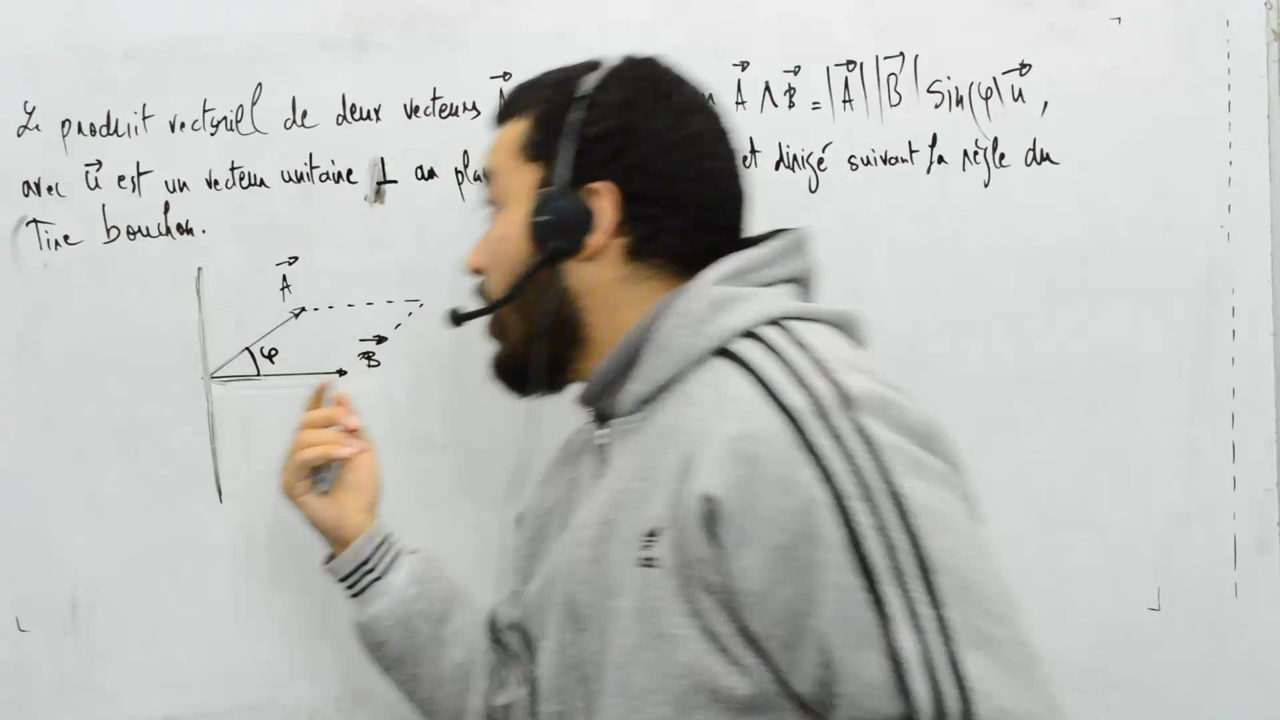 Le produit vectoriel de deux vecteurs A⃗ ∧ B⃗ = |A⃗| |B⃗| Sin(φ) u⃗,
avec u⃗ est un vecteur unitaire ⊥ au et dirigé suivant la règle du
Tire bouchon.
A⃗
φ
B⃗